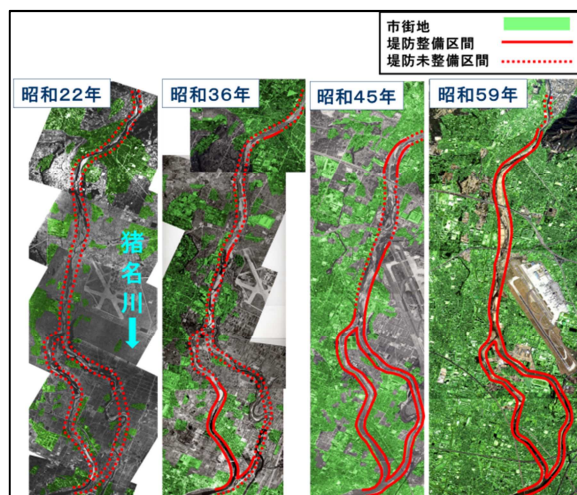 市街地
堤防整備区間
堤防未整備区間
昭和22年
昭和36年
昭和45年
昭和59年
猪名川